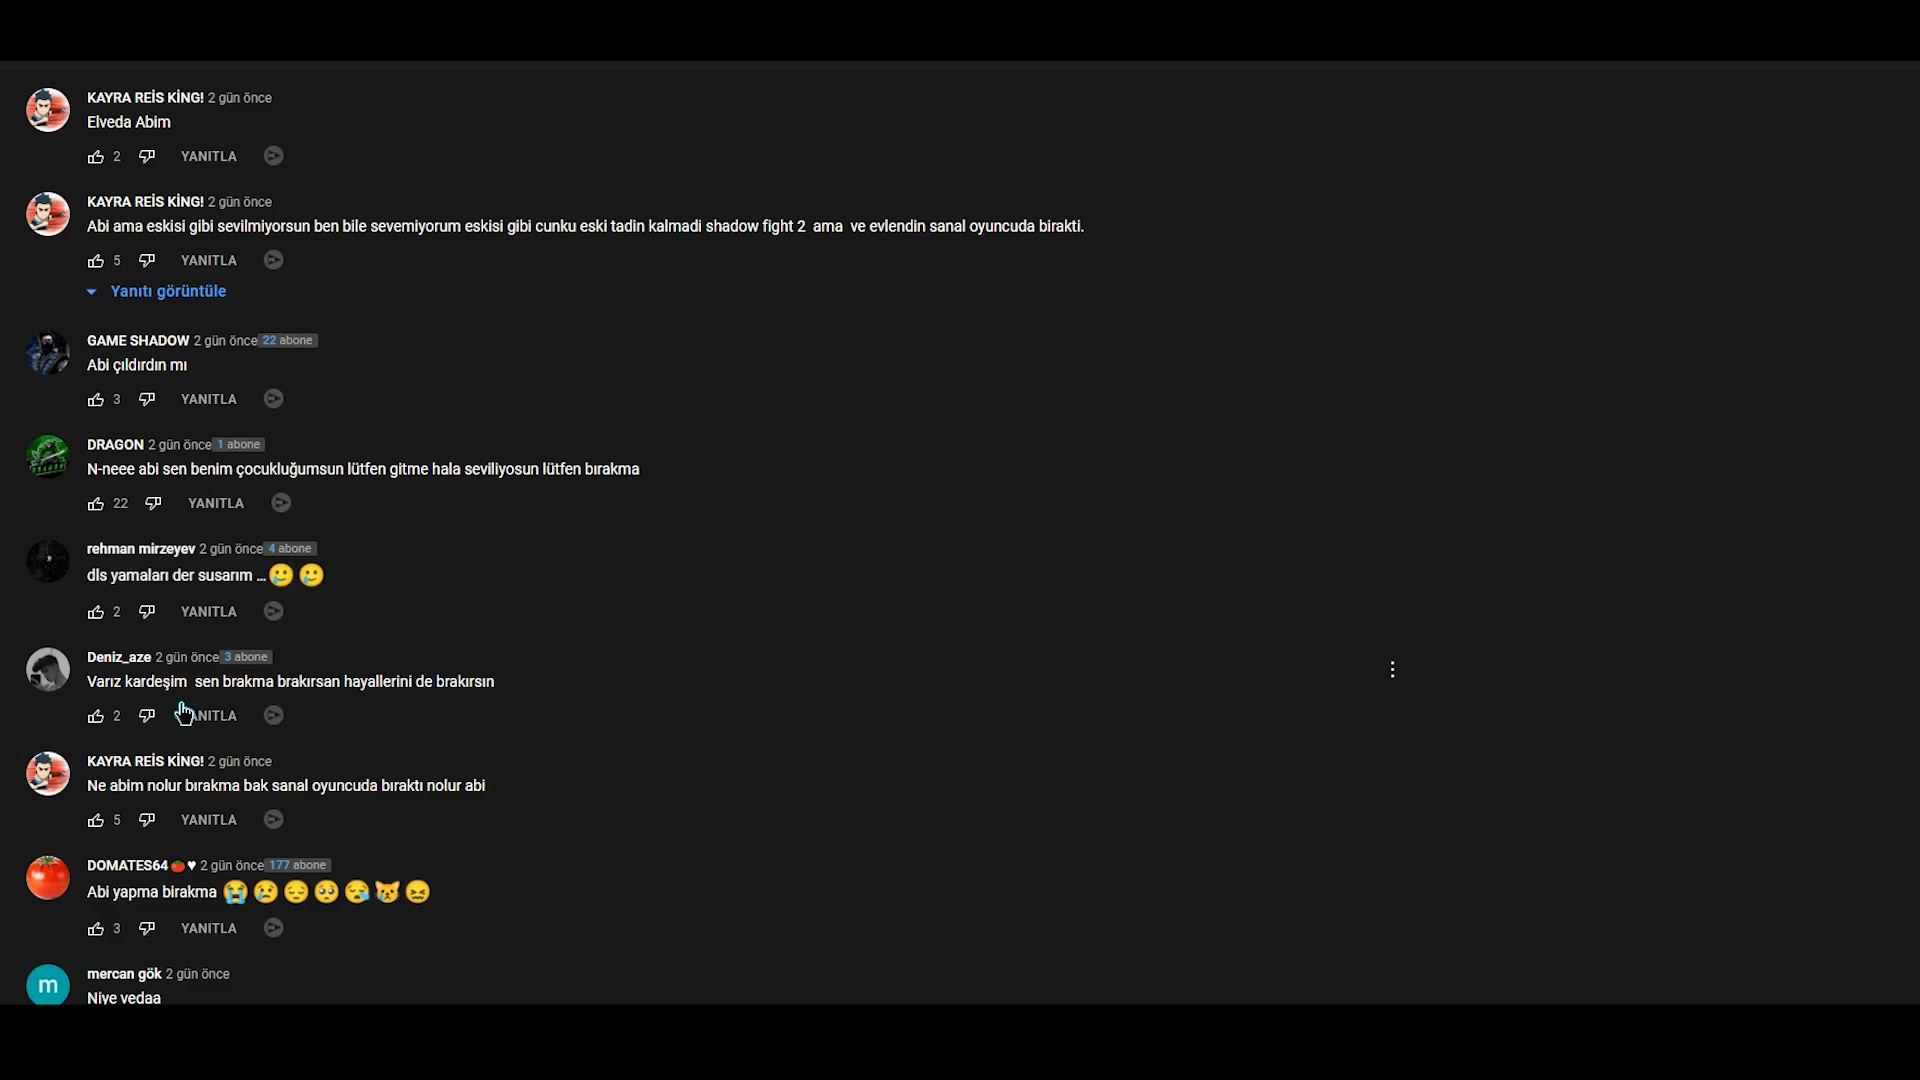 KAYRA REİS KİNG! 2 gün önce
Elveda Abim
2 YANITLA
KAYRA REİS KİNG! 2 gün önce
Abi ama eskisi gibi sevilmiyorsun ben bile sevemiyorum eskisi gibi cunku eski tadin kalmadi shadow fight 2 ama ve evlendin sanal oyuncuda birakti.
5 YANITLA
Yanıtı görüntüle
GAME SHADOW 2 gün önce 22 abone
Abi çıldırdın mı
3 YANITLA
DRAGON 2 gün önce 1 abone
N-neee abi sen benim çocukluğumsun lütfen gitme hala seviliyosun lütfen bırakma
22 YANITLA
rehman mirzeyev 2 gün önce 4 abone
dls yamaları der susarım ...🥲🥲
2 YANITLA
Deniz_aze 2 gün önce 3 abone
Varız kardeşim sen brakma brakırsan hayallerini de brakırsın
2 YANITLA
KAYRA REİS KİNG! 2 gün önce
Ne abim nolur bırakma bak sanal oyuncuda bıraktı nolur abi
5 YANITLA
DOMATES64🍅♥ 2 gün önce 177 abone
Abi yapma birakma 😭😢😔🥺😪😿😖
3 YANITLA
m
mercan gök 2 gün önce
Niye vedaa